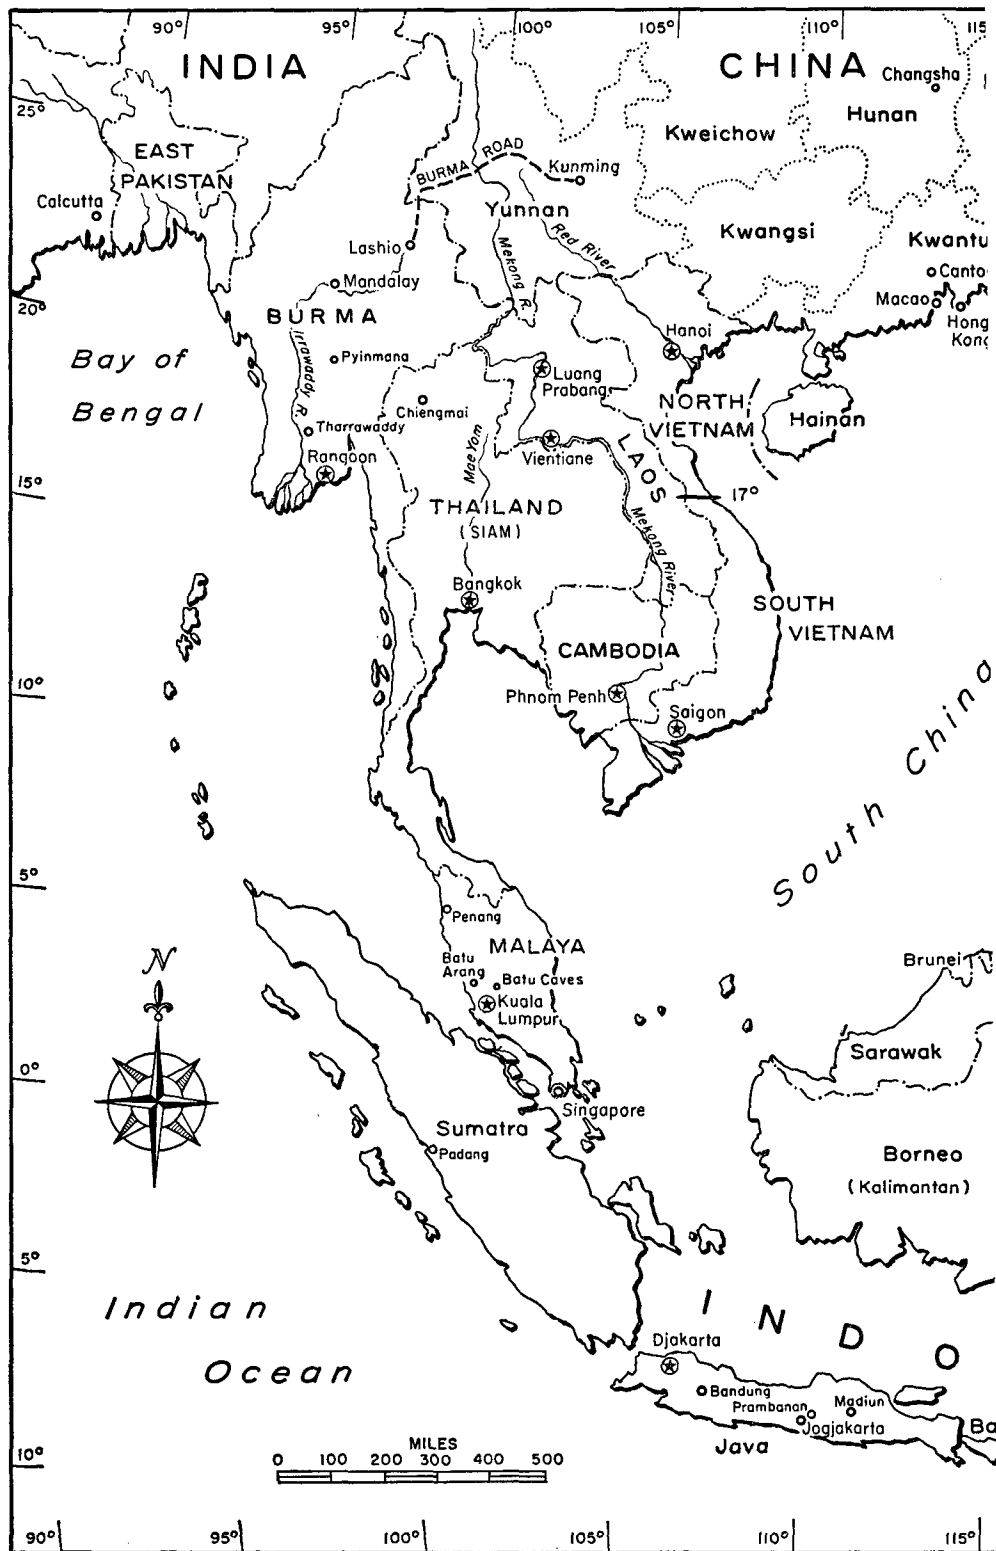 90°
95°
100°
105°
110°
115
INDIA
CHINA
Changsha
25°
Hunan
Kweichow
EAST
PAKISTAN
BURMA ROAD
Kunming
Calcutta
Yunnan
Kwangsi
Kwantu
Lashio
Mekong R.
Red River
Canto
Mandalay
20°
Macao
Hong
Kong
BURMA
Hanoi
Irrawaddy R.
Bay of
Bengal
Pyinmana
Luang
Prabang
Chiengmai
NORTH
VIETNAM
Hainan
Tharrawaddy
Mae Yom
Vientiane
LAOS
Rangoon
15°
17°
THAILAND
(SIAM)
Mekong River
Bangkok
SOUTH
VIETNAM
CAMBODIA
10°
Phnom Penh
Saigon
South China
5°
Penang
MALAYA
Batu
Arang
Batu Caves
Kuala
Lumpur
Brunei
N
Sarawak
0°
Singapore
Sumatra
Padang
Borneo
(Kalimantan)
5°
Indian
Ocean
INDO
Djakarta
Bandung
Prambanan
Madiun
Jogjakarta
Java
Ba
10°
MILES
0 100 200 300 400 500
90°
95°
100°
105°
110°
115